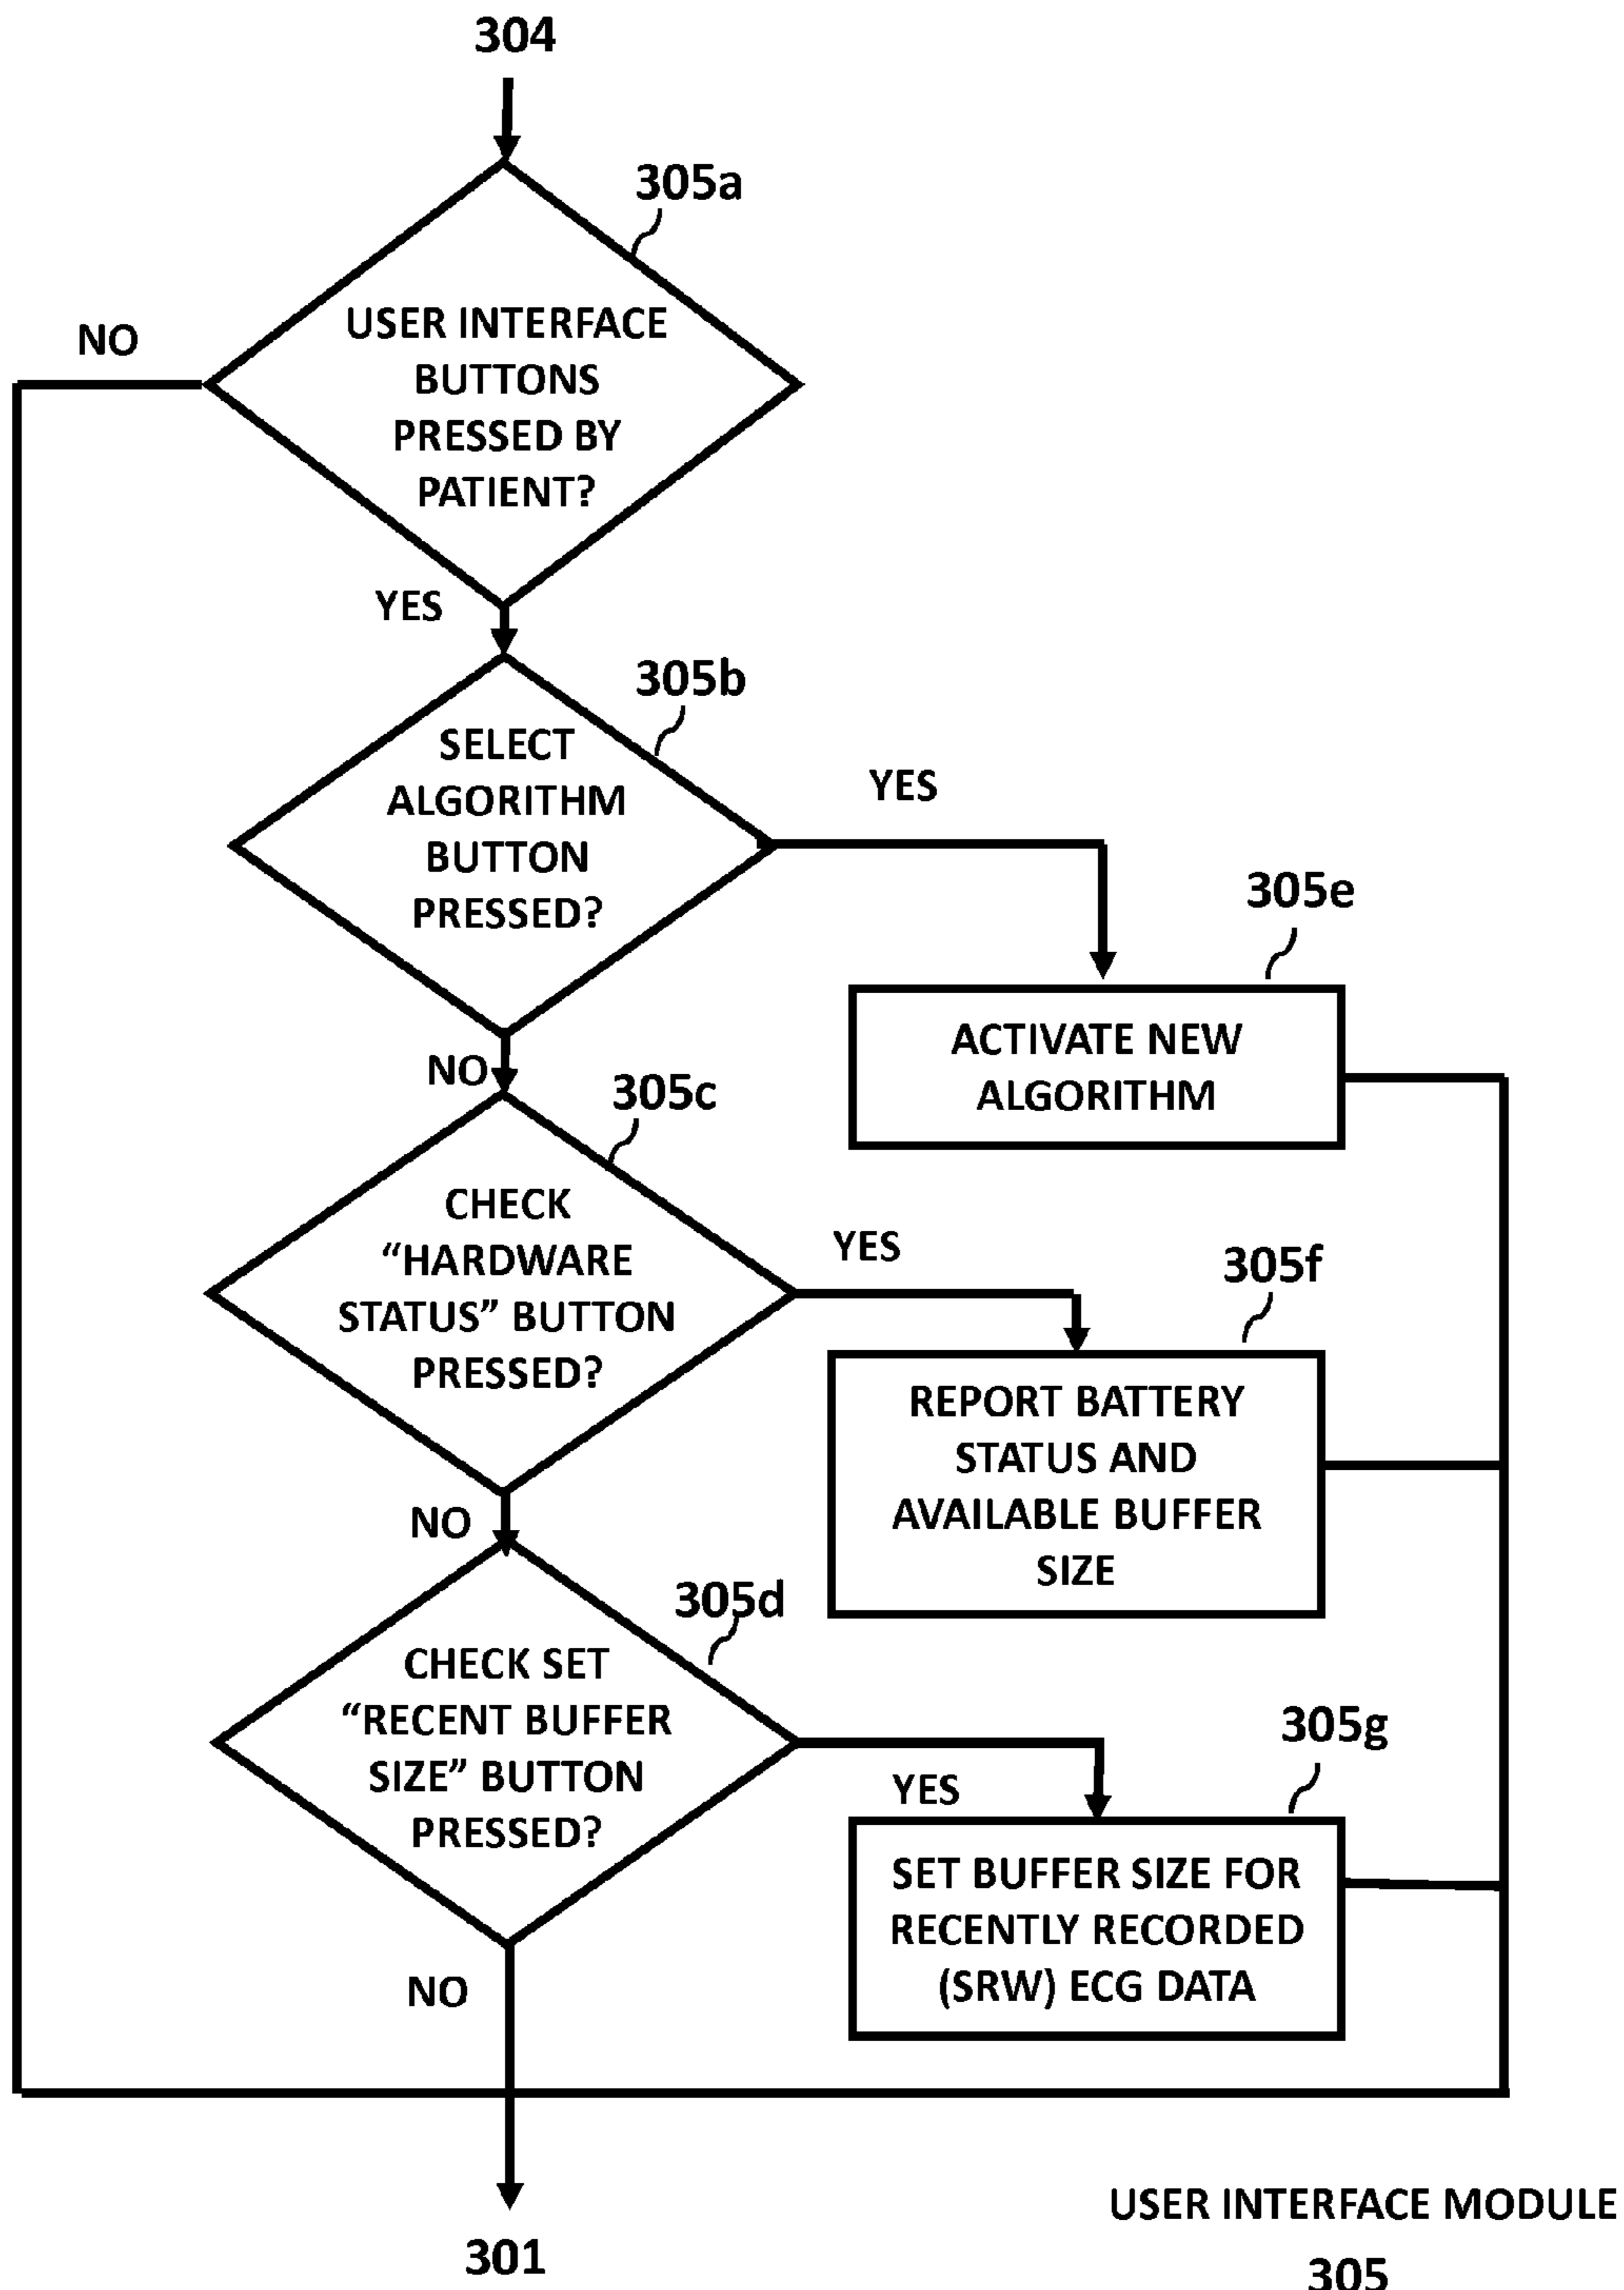 304
305a
USER INTERFACE
BUTTONS
PRESSED BY
PATIENT?
NO
YES
305b
SELECT
ALGORITHM
BUTTON
PRESSED?
YES
305e
ACTIVATE NEW
ALGORITHM
NO
305c
CHECK
“HARDWARE
STATUS” BUTTON
PRESSED?
YES
305f
REPORT BATTERY
STATUS AND
AVAILABLE BUFFER
SIZE
NO
305d
CHECK SET
“RECENT BUFFER
SIZE” BUTTON
PRESSED?
YES
305g
SET BUFFER SIZE FOR
RECENTLY RECORDED
(SRW) ECG DATA
NO
301
USER INTERFACE MODULE
305